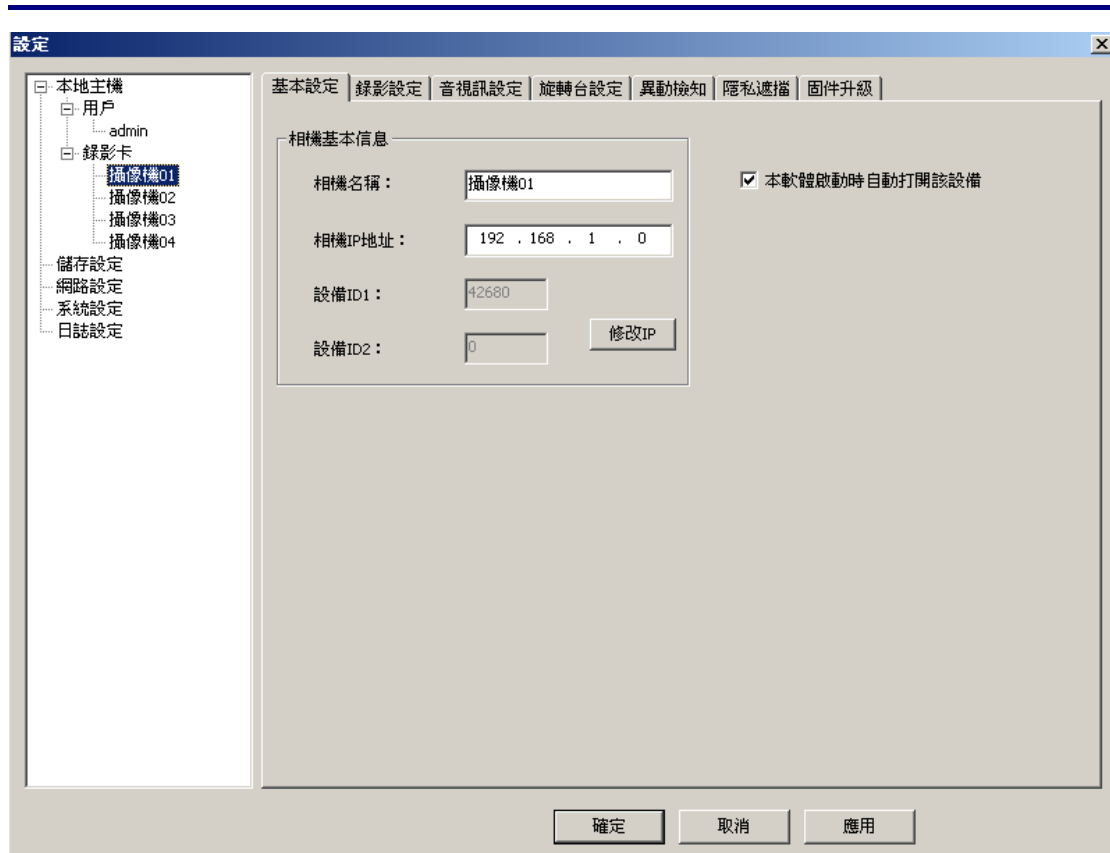 設定
本地主機
用戶
admin
錄影卡
攝像機01
攝像機02
攝像機03
攝像機04
儲存設定
網路設定
系統設定
日誌設定
基本設定 錄影設定 音視訊設定 旋轉台設定 異動檢知 隱私遮擋 固件升級
相機基本信息
相機名稱： 攝像機01
本軟體啟動時自動打開該設備
相機IP地址： 192 . 168 . 1 . 0
設備ID1： 42680
修改IP
設備ID2： 0
確定 取消 應用